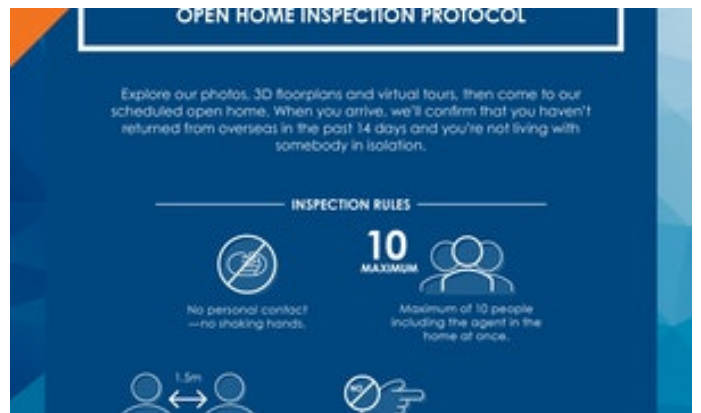 OPEN HOME INSPECTION PROTOCOL
Explore our photos, 3D floorplans and virtual tours, then come to our
scheduled open home. When you arrive, we'll confirm that you haven't
returned from overseas in the past 14 days and you're not living with
somebody in isolation.
INSPECTION RULES
10
MAXIMUM
No personal contact
—no shaking hands.
Maximum of 10 people
including the agent in the
home at once.
1.5m
NO